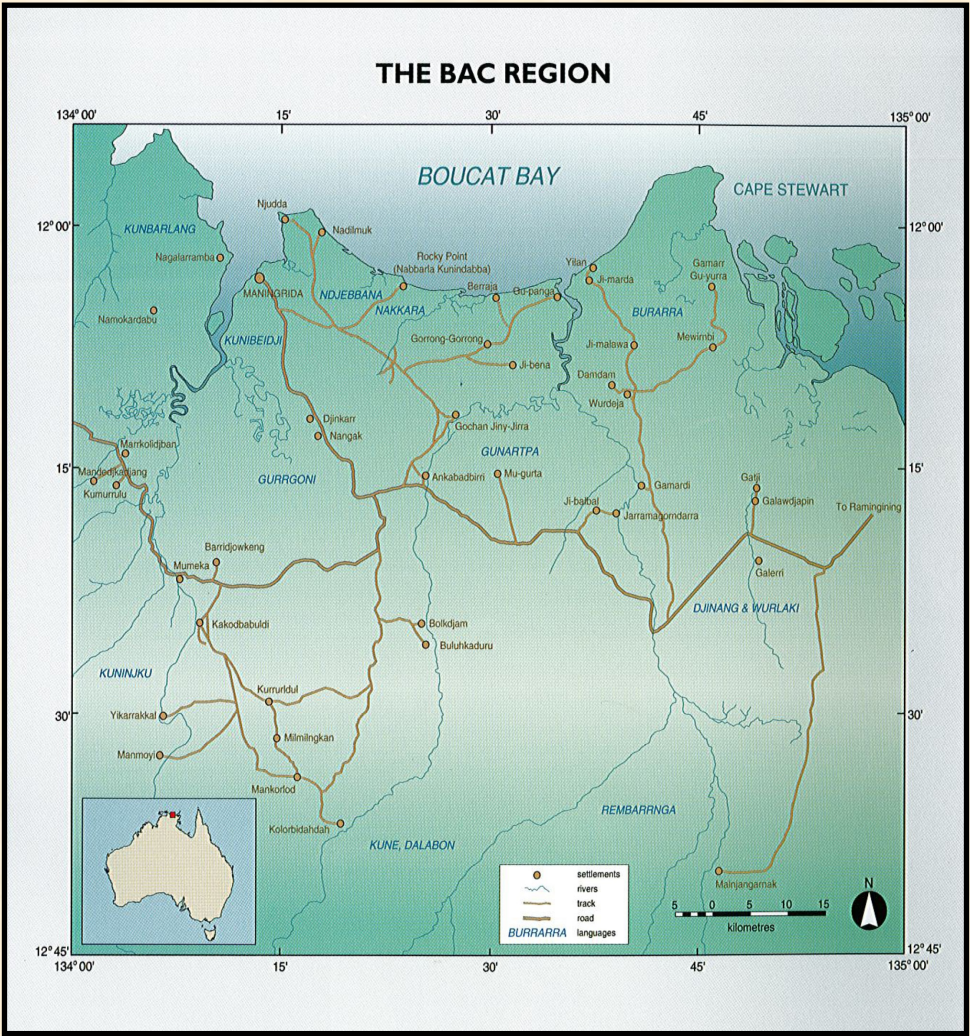 THE BAC REGION
134° 00'
15'
30'
45'
135° 00'
BOUCAT BAY
CAPE STEWART
Njudda
12° 00'
12° 00'
KUNBARLANG
Nadilmuk
Nagalarramba
Rocky Point
(Nabbarla Kunindabba)
Yilan
Gamarr
Gu-yurra
MANINGRIDA
NDJEBBANA
Berraja
Gu-panga
Ji-marda
NAKKARA
BURARRA
Namokardabu
KUNIBEIDJI
Gorrong-Gorrong
Ji-malawa
Mewirnbi
Ji-bena
Damdam
Wurdeja
Djinkarr
Gochan Jiny-Jirra
Nangak
Marrkolidjban
GUNARTPA
15'
15'
Mandedjkadjang
GURRGONI
Ankabadbirri
Mu-gurta
Gatji
Kumurrulu
Gamardi
Galawdjapin
Ji-balbal
Jarramagorndarra
To Ramingining
Barridjowkeng
Mumeka
Galerri
DJINANG & WURLAKI
Kakodbabuldi
Bolkdjam
Buluhkaduru
KUNINJKU
Kurrurldul
Yikarrakkal
30'
30'
Milmilngkan
Manmoyi
Mankorlod
REMBARRNGA
Kolorbidahdah
KUNE, DALABON
settlements
rivers
track
road
BURRARRA
languages
Malnjangarnak
N
5
0
5
10
15
kilometres
12° 45'
12° 45'
134° 00'
15'
30'
45'
135° 00'